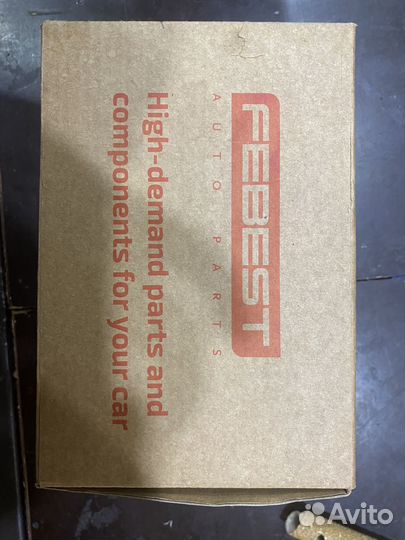 FEBEST
AUTO PARTS
High-demand parts and
components for your car
Avito